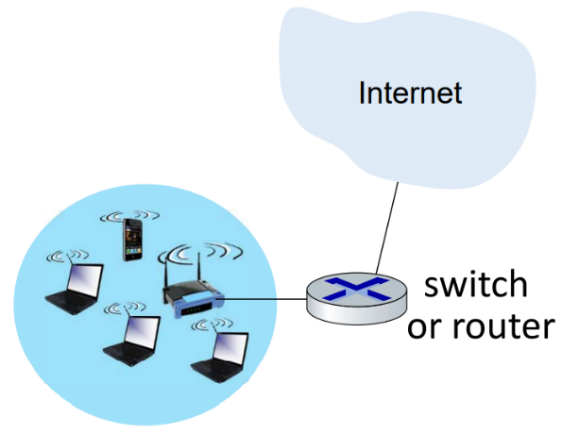 Internet
switch
or router